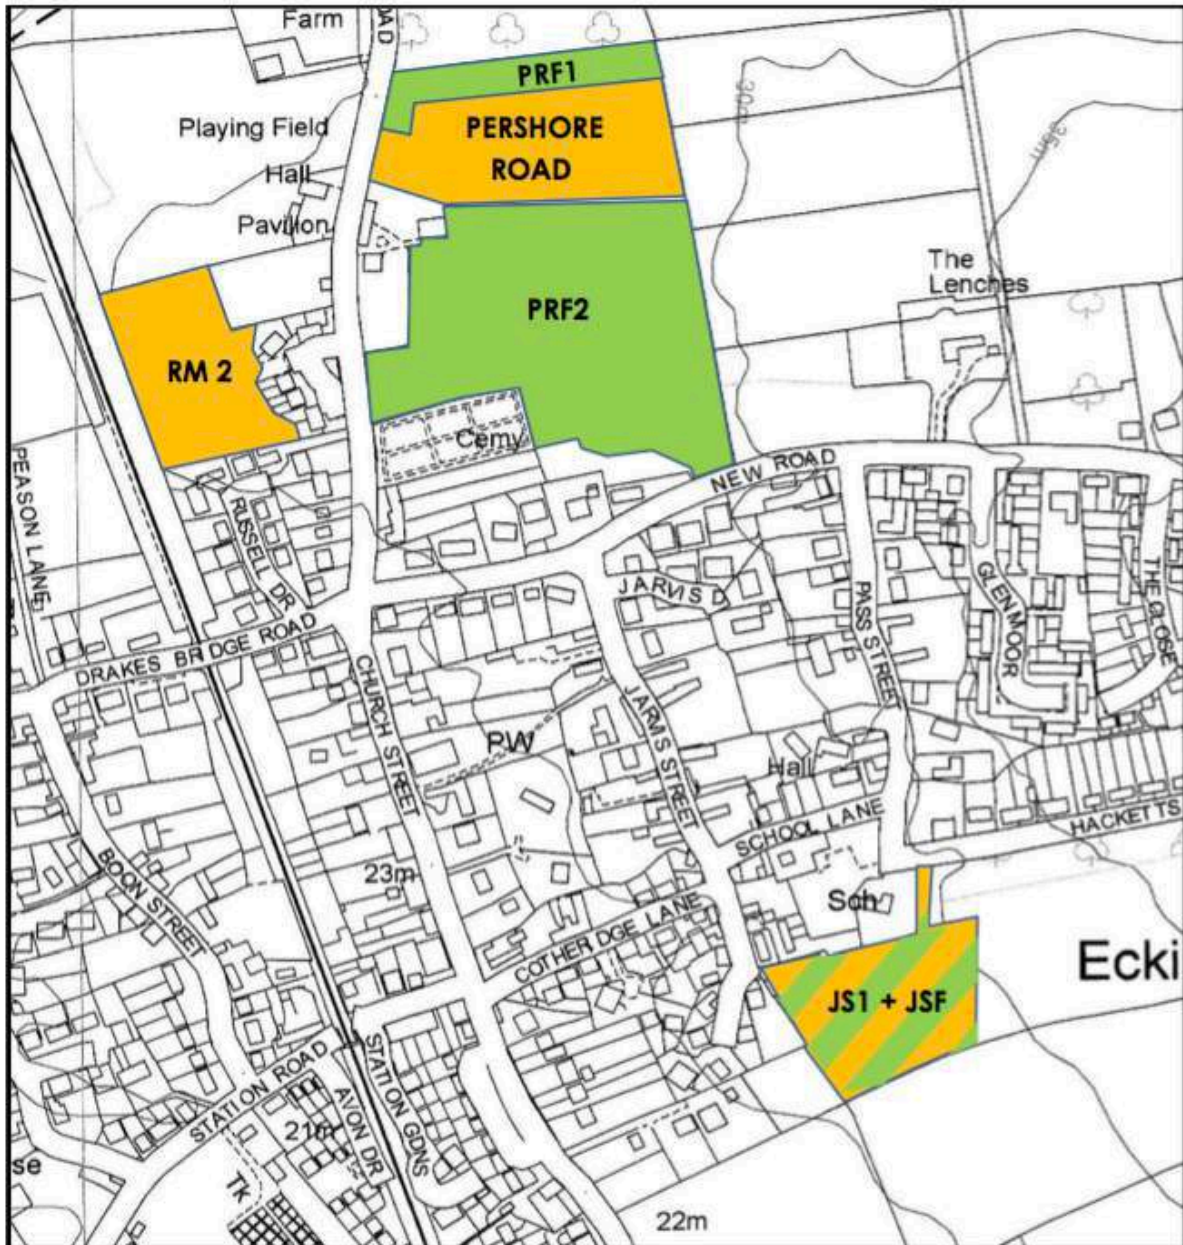 Farm
OAD
PRF1
Playing Field
PERSHORE
ROAD
30m
35m
Hall
Pavilion
The
Lenches
PRF2
RM 2
Cemy
NEW ROAD
PEASON LANE
RUSSELL DR
JARVIS D
PASS STREET
GLENMOOR
THE CLOSE
DRAKES BRIDGE ROAD
CHURCH STREET
JARVIS STREET
PW
Hall
SCHOOL LANE
HACKETTS
BOON STREET
23m
Sch
COTHERIDGE LANE
Ecki
JS1 + JSF
STATION ROAD
STATION GDNS
AVON DR
21m
se
Tk
22m